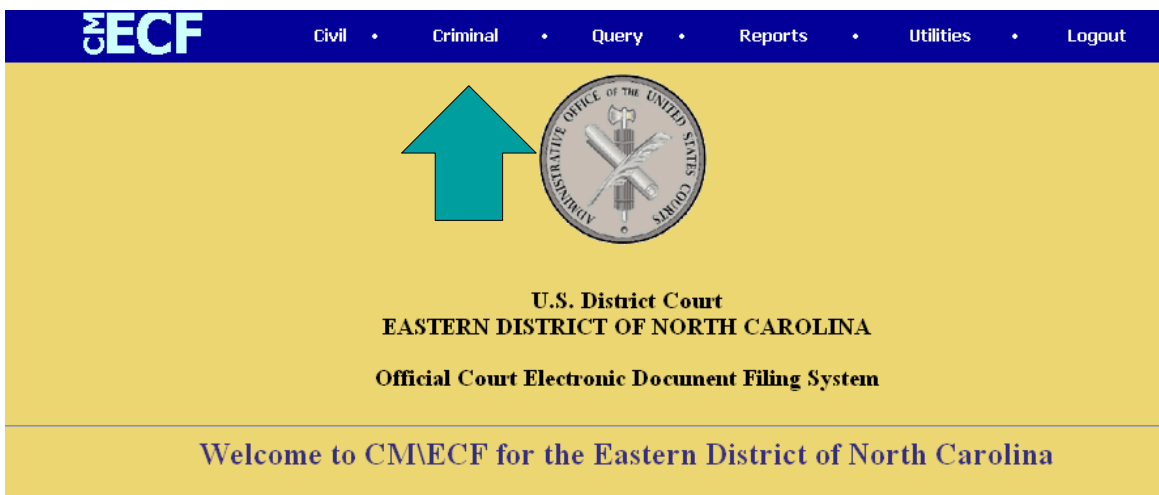 CM ECF Civil • Criminal • Query • Reports • Utilities • Logout
ADMINISTRATIVE OFFICE OF THE UNITED STATES COURTS
U.S. District Court
EASTERN DISTRICT OF NORTH CAROLINA
Official Court Electronic Document Filing System
Welcome to CM\ECF for the Eastern District of North Carolina